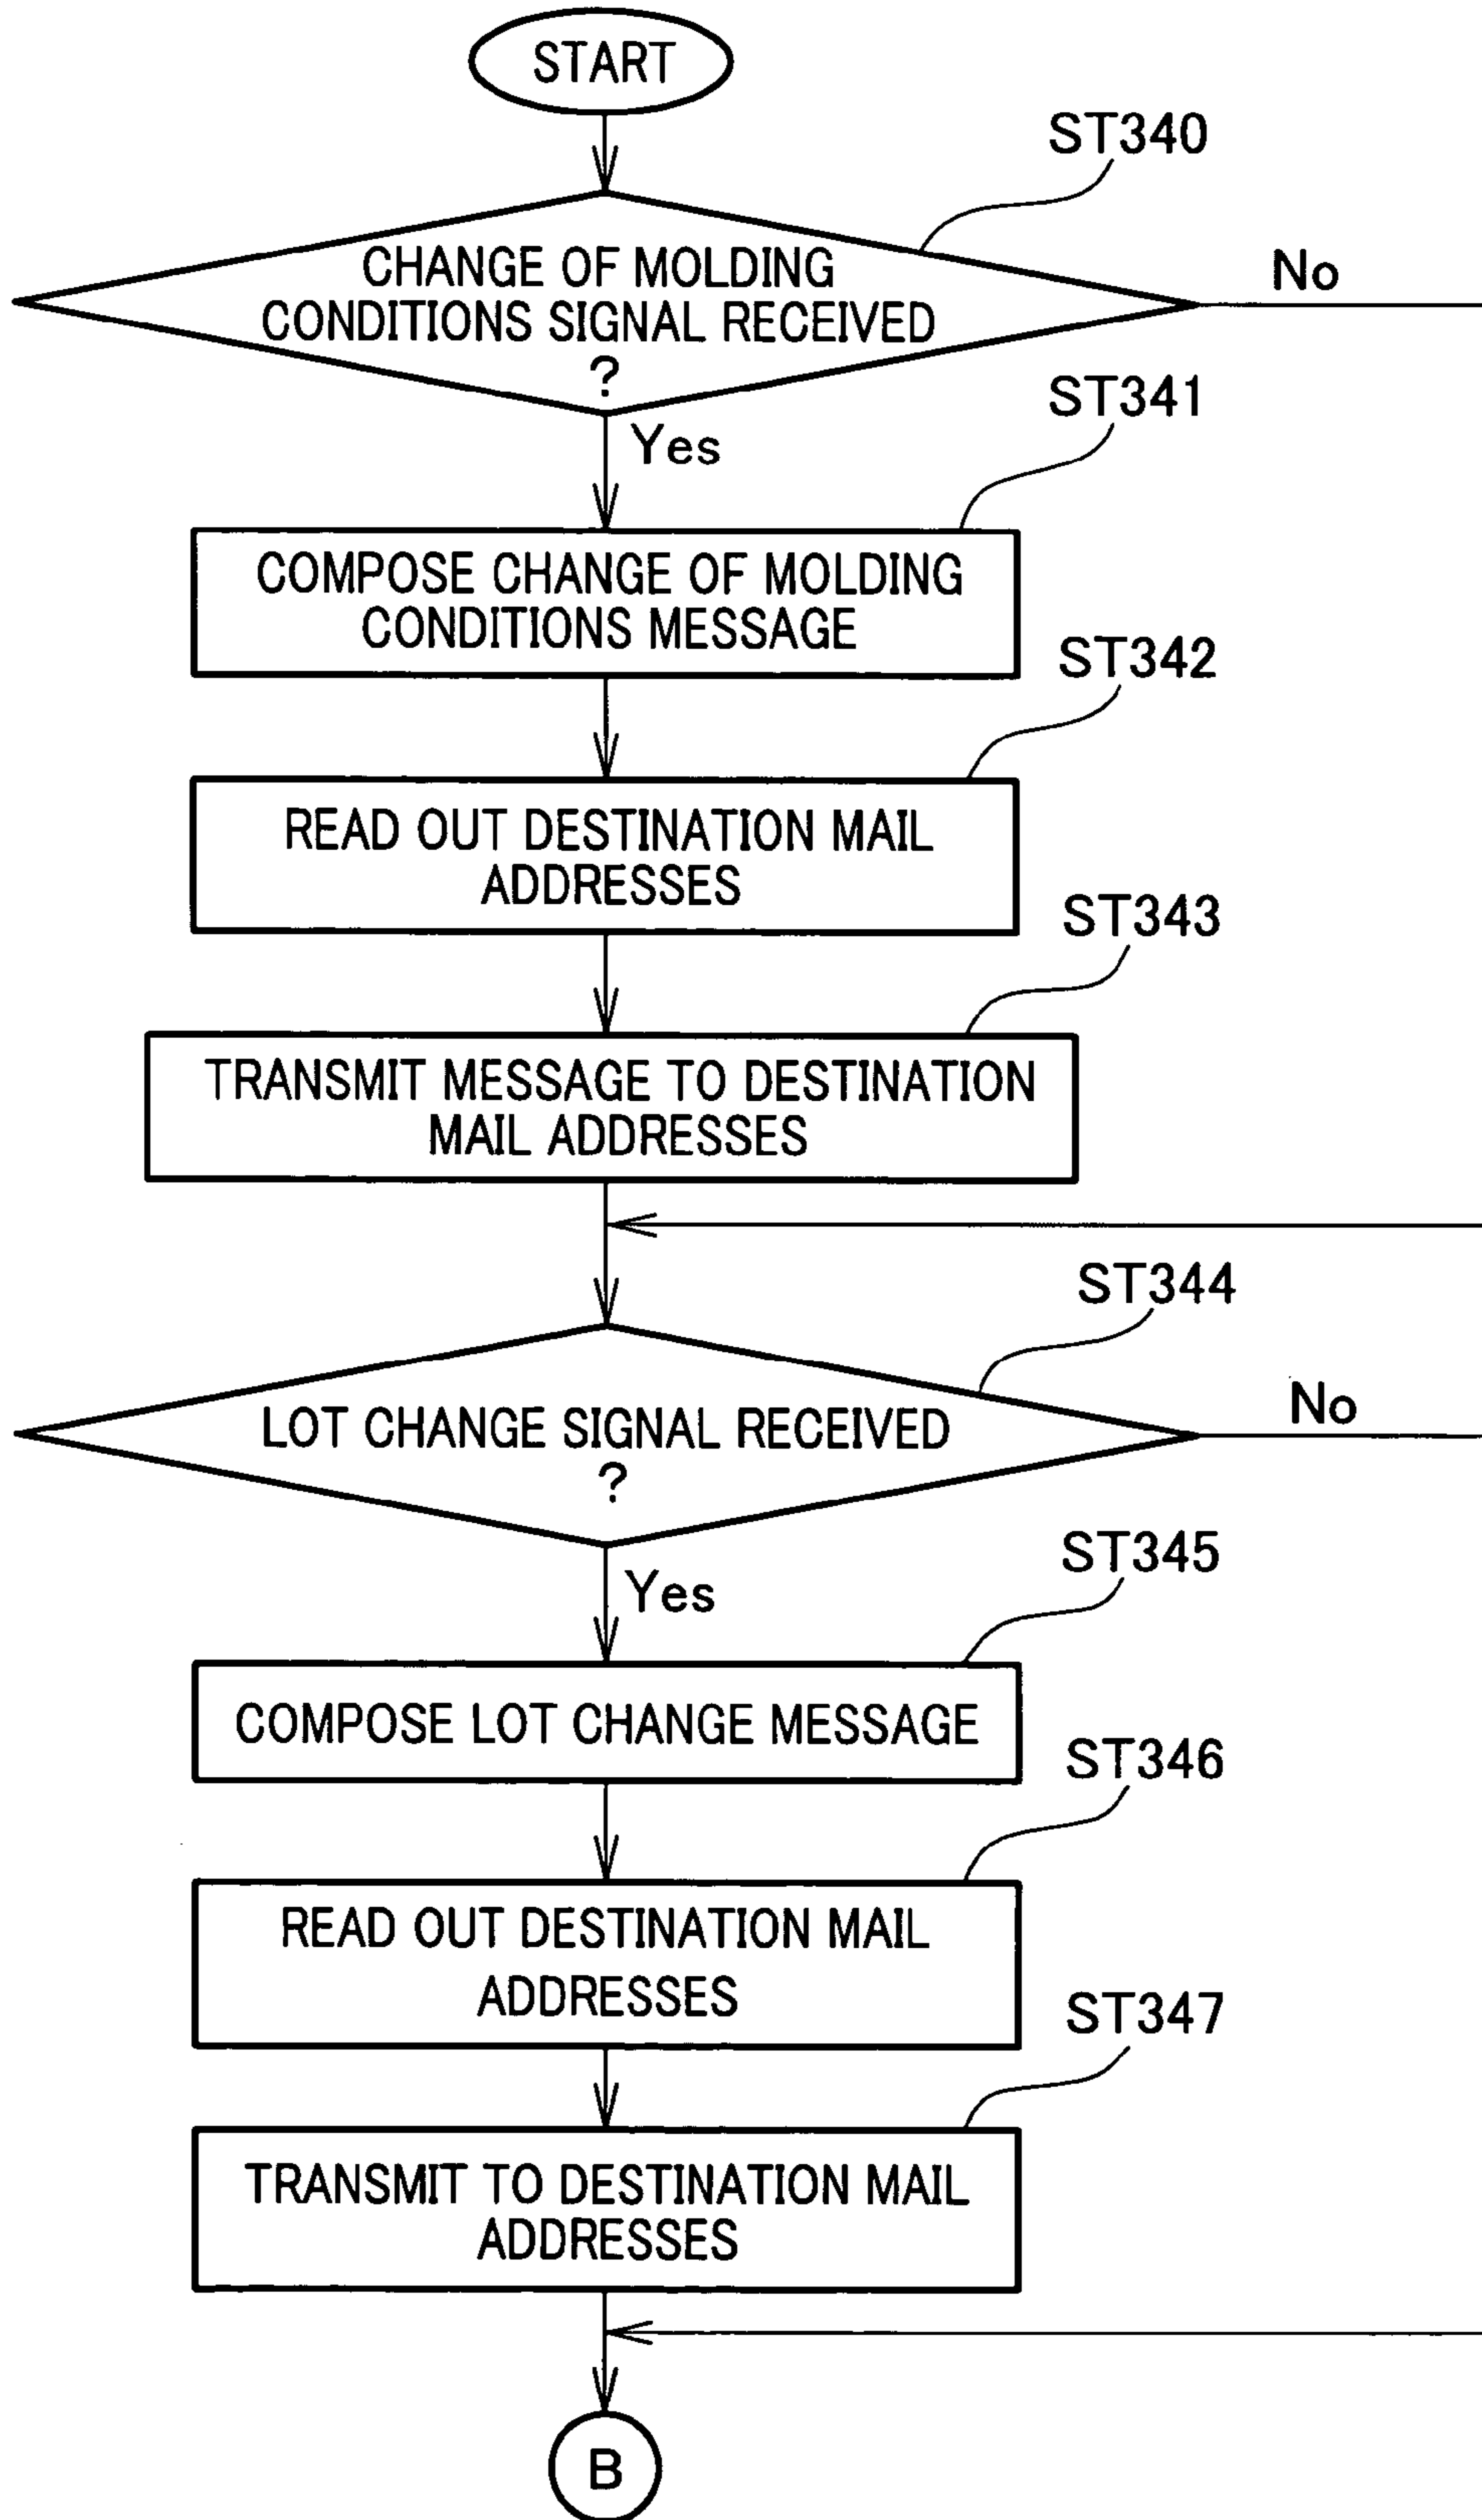 START
ST340
CHANGE OF MOLDING
CONDITIONS SIGNAL RECEIVED
?
No
Yes
ST341
COMPOSE CHANGE OF MOLDING
CONDITIONS MESSAGE
ST342
READ OUT DESTINATION MAIL
ADDRESSES
ST343
TRANSMIT MESSAGE TO DESTINATION
MAIL ADDRESSES
ST344
LOT CHANGE SIGNAL RECEIVED
?
No
Yes
ST345
COMPOSE LOT CHANGE MESSAGE
ST346
READ OUT DESTINATION MAIL
ADDRESSES
ST347
TRANSMIT TO DESTINATION MAIL
ADDRESSES
B